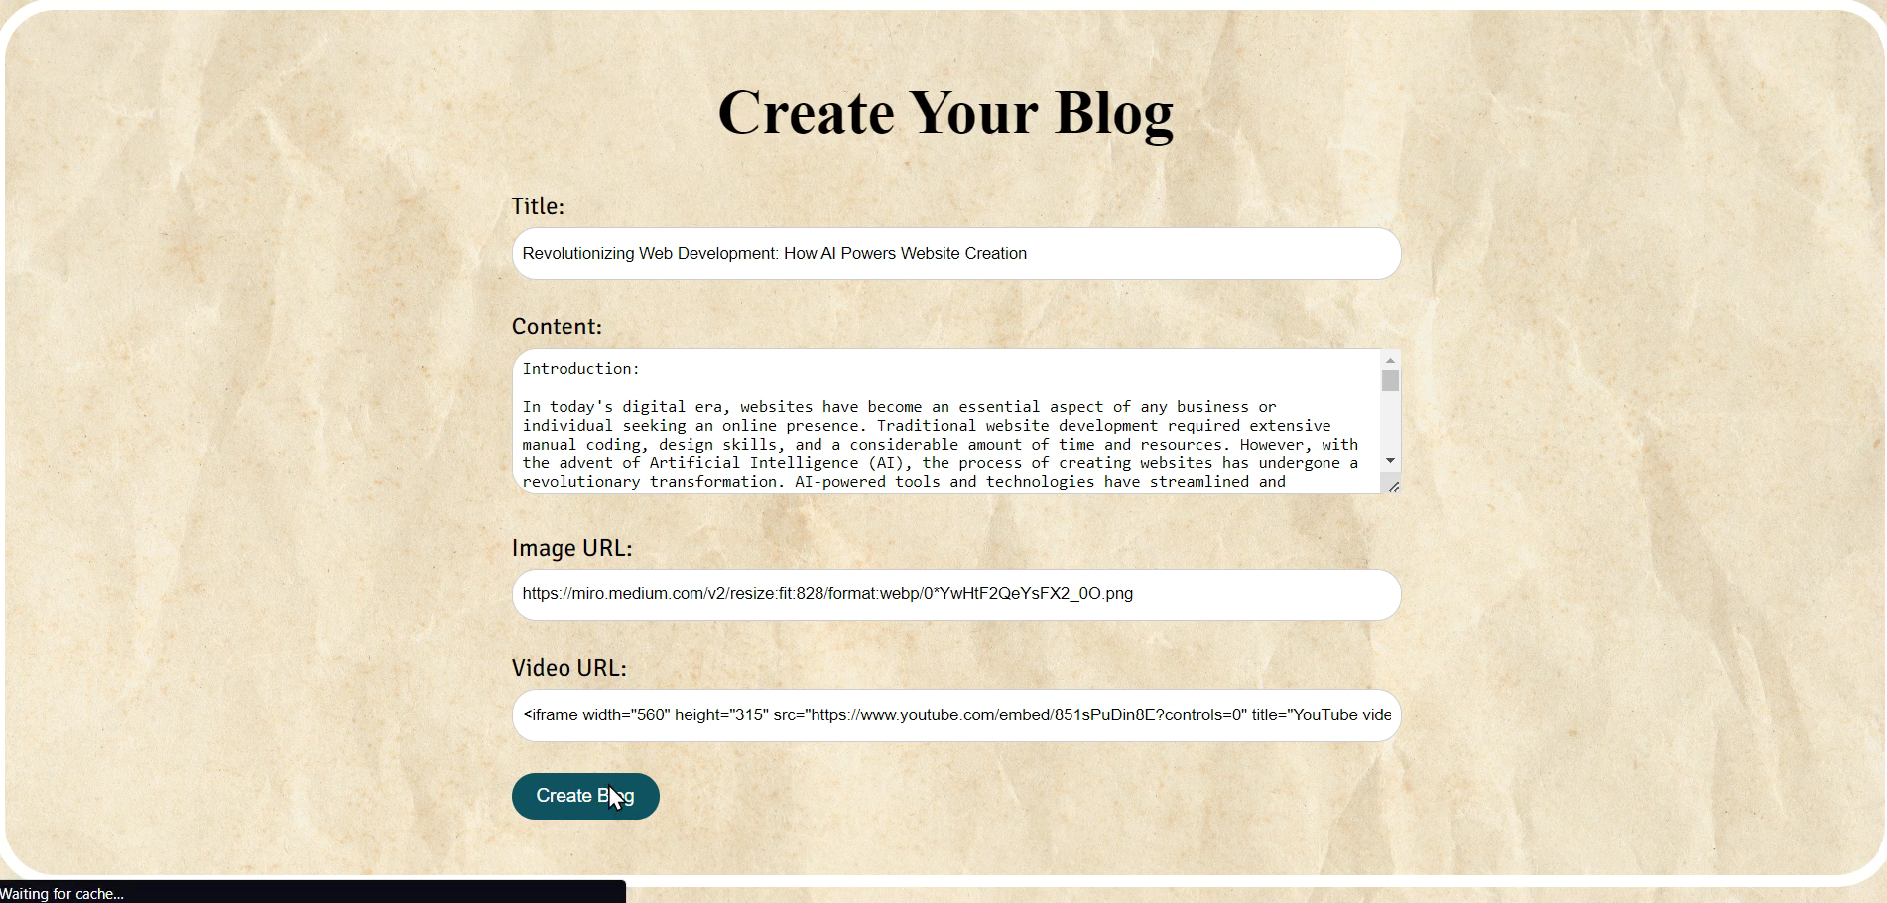 Create Your Blog
Title:
Revolutionizing Web Development: How AI Powers Website Creation
Content:
Introduction:
In today's digital era, websites have become an essential aspect of any business or
individual seeking an online presence. Traditional website development required extensive
manual coding, design skills, and a considerable amount of time and resources. However, with
the advent of Artificial Intelligence (AI), the process of creating websites has undergone a
revolutionary transformation. AI-powered tools and technologies have streamlined and
Image URL:
https://miro.medium.com/v2/resize:fit:828/format:webp/0*YwHtF2QeYsFX2_0O.png
Video URL:
<iframe width="560" height="315" src="https://www.youtube.com/embed/851sPuDin8E?controls=0" title="YouTube vide
Create Blog
Waiting for cache...